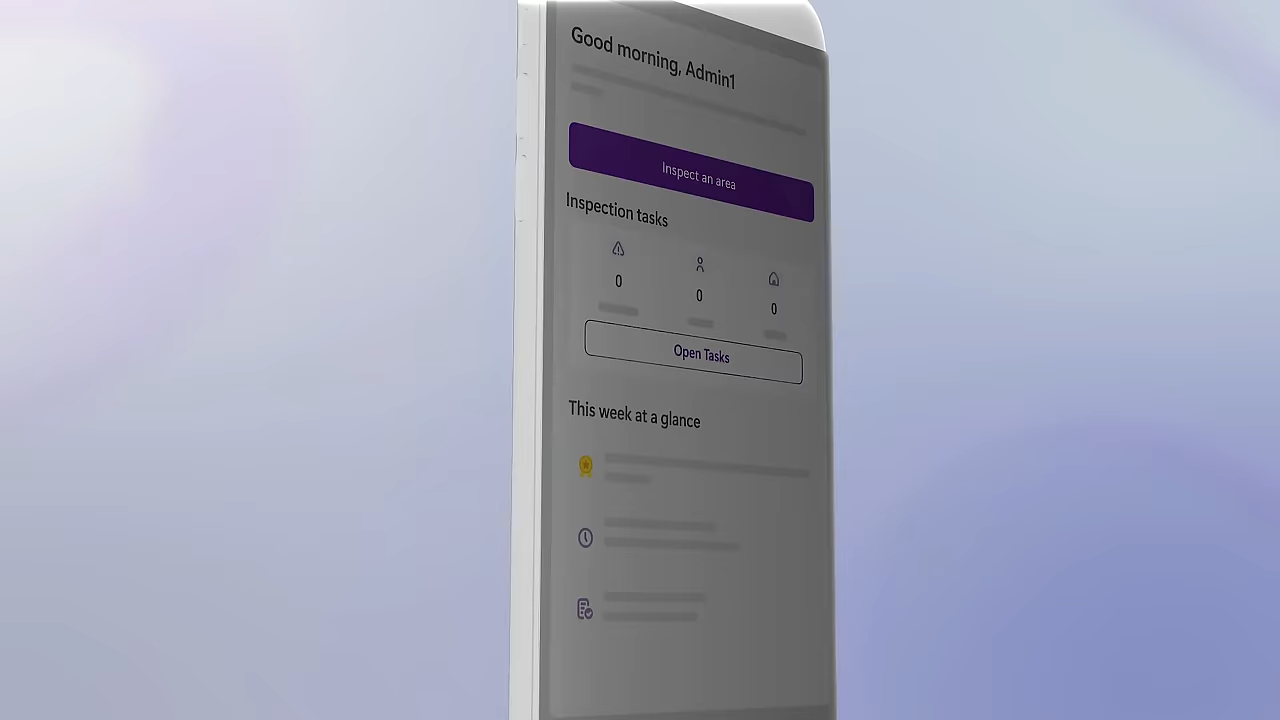 Good morning, Admin1
Inspect an area
Inspection tasks
0
0
0
Open Tasks
This week at a glance